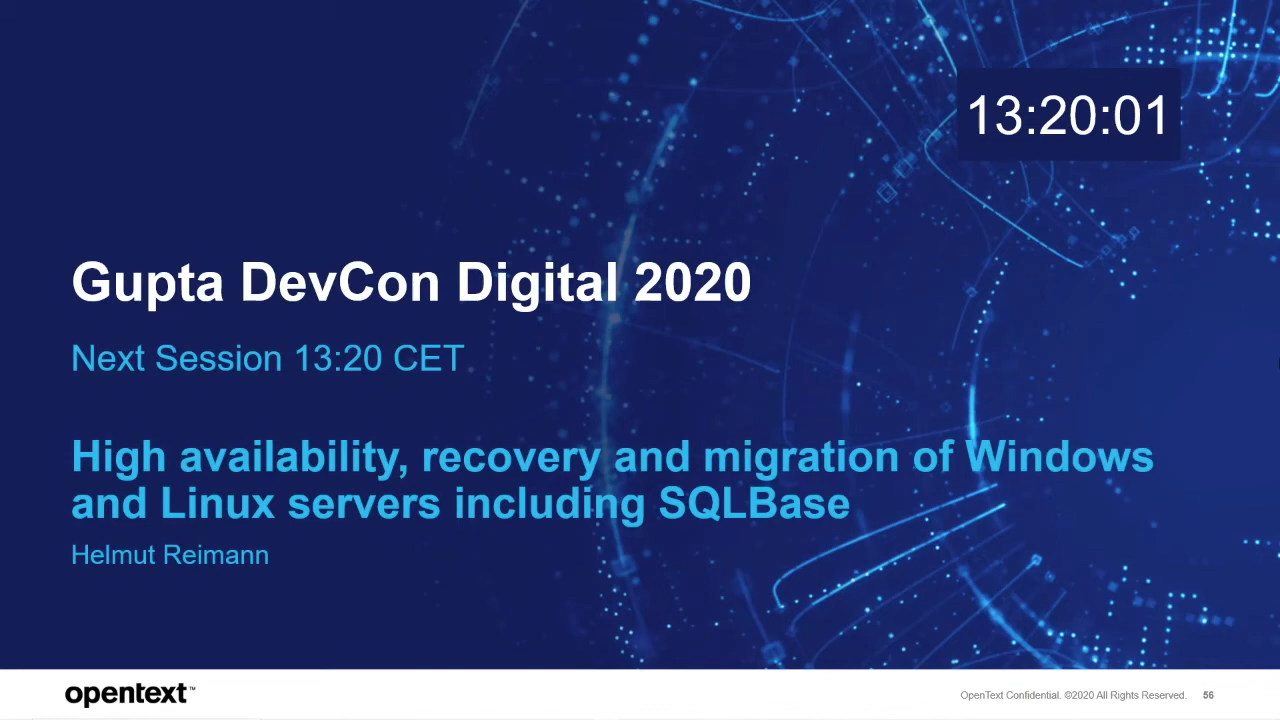 13:20:01
Gupta DevCon Digital 2020
Next Session 13:20 CET
High availability, recovery and migration of Windows
and Linux servers including SQLBase
Helmut Reimann
opentext™
OpenText Confidential. ©2020 All Rights Reserved. 56